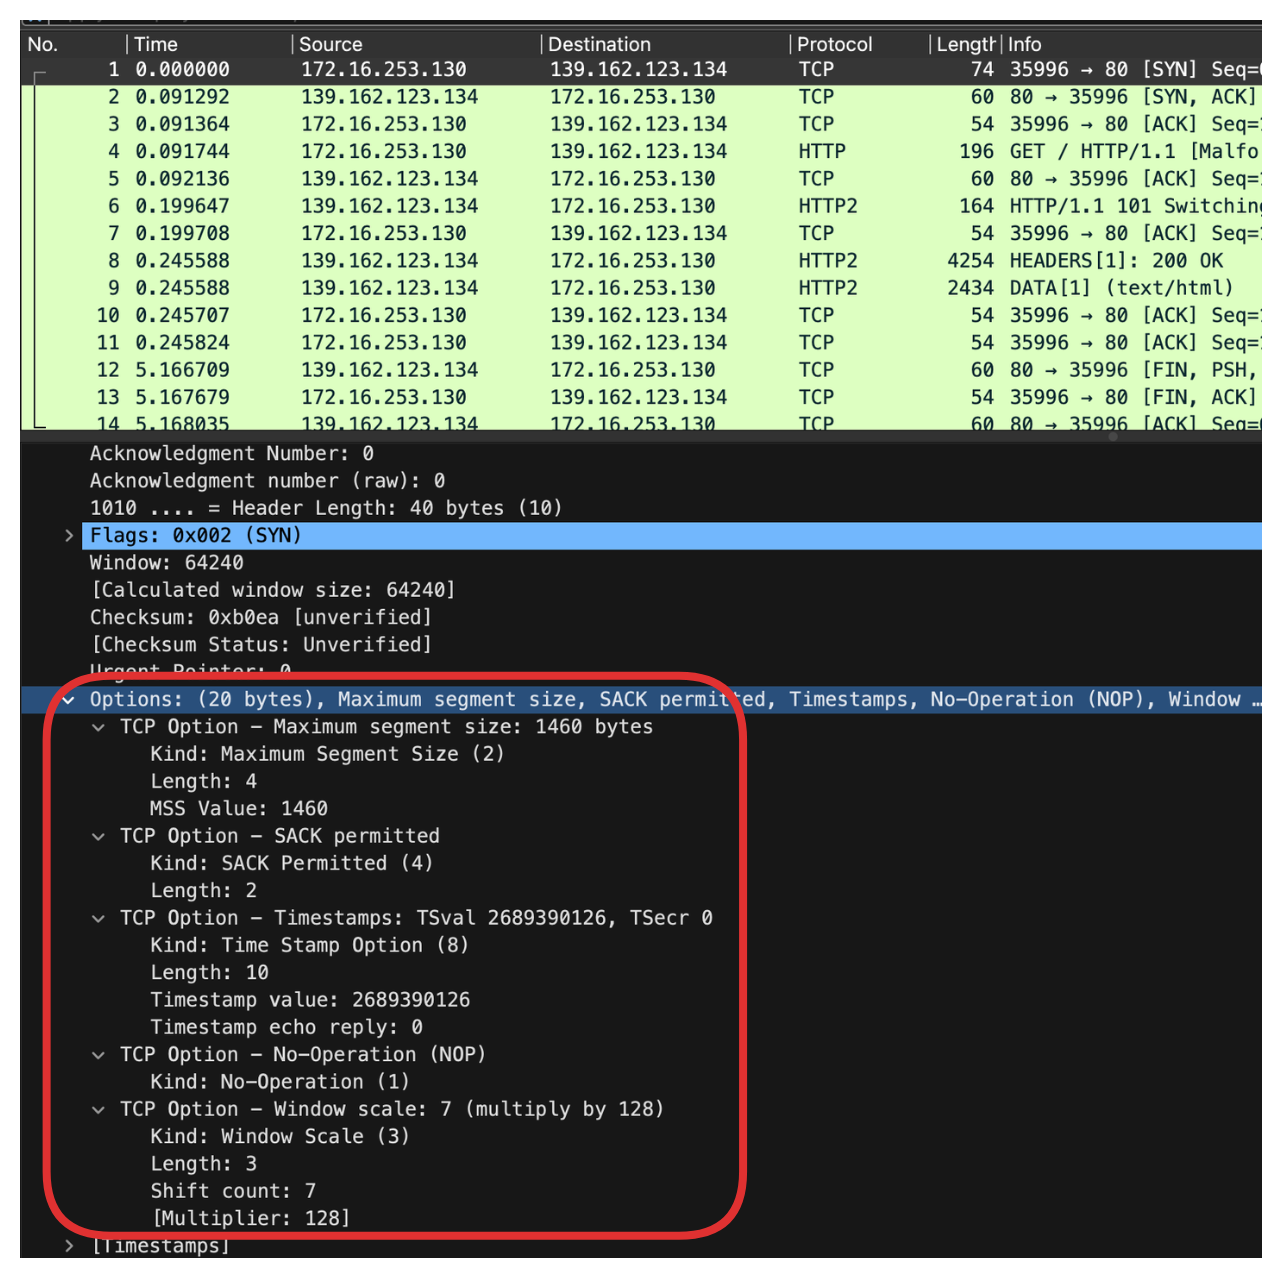 No. Time Source Destination Protocol Length Info
1 0.000000 172.16.253.130 139.162.123.134 TCP 74 35996 → 80 [SYN] Seq=
2 0.091292 139.162.123.134 172.16.253.130 TCP 60 80 → 35996 [SYN, ACK]
3 0.091364 172.16.253.130 139.162.123.134 TCP 54 35996 → 80 [ACK] Seq=
4 0.091744 172.16.253.130 139.162.123.134 HTTP 196 GET / HTTP/1.1 [Malfo
5 0.092136 139.162.123.134 172.16.253.130 TCP 60 80 → 35996 [ACK] Seq=
6 0.199647 139.162.123.134 172.16.253.130 HTTP2 164 HTTP/1.1 101 Switching
7 0.199708 172.16.253.130 139.162.123.134 TCP 54 35996 → 80 [ACK] Seq=
8 0.245588 139.162.123.134 172.16.253.130 HTTP2 4254 HEADERS[1]: 200 OK
9 0.245588 139.162.123.134 172.16.253.130 HTTP2 2434 DATA[1] (text/html)
10 0.245707 172.16.253.130 139.162.123.134 TCP 54 35996 → 80 [ACK] Seq=
11 0.245824 172.16.253.130 139.162.123.134 TCP 54 35996 → 80 [ACK] Seq=
12 5.166709 139.162.123.134 172.16.253.130 TCP 60 80 → 35996 [FIN, PSH,
13 5.167679 172.16.253.130 139.162.123.134 TCP 54 35996 → 80 [FIN, ACK]
14 5.168035 139.162.123.134 172.16.253.130 TCP 60 80 → 35996 [ACK] Seq=
Acknowledgment Number: 0
Acknowledgment number (raw): 0
1010 .... = Header Length: 40 bytes (10)
Flags: 0x002 (SYN)
Window: 64240
[Calculated window size: 64240]
Checksum: 0xb0ea [unverified]
[Checksum Status: Unverified]
Urgent Pointer: 0
Options: (20 bytes), Maximum segment size, SACK permitted, Timestamps, No-Operation (NOP), Window …
TCP Option – Maximum segment size: 1460 bytes
Kind: Maximum Segment Size (2)
Length: 4
MSS Value: 1460
TCP Option – SACK permitted
Kind: SACK Permitted (4)
Length: 2
TCP Option – Timestamps: TSval 2689390126, TSecr 0
Kind: Time Stamp Option (8)
Length: 10
Timestamp value: 2689390126
Timestamp echo reply: 0
TCP Option – No-Operation (NOP)
Kind: No-Operation (1)
TCP Option – Window scale: 7 (multiply by 128)
Kind: Window Scale (3)
Length: 3
Shift count: 7
[Multiplier: 128]
[Timestamps]